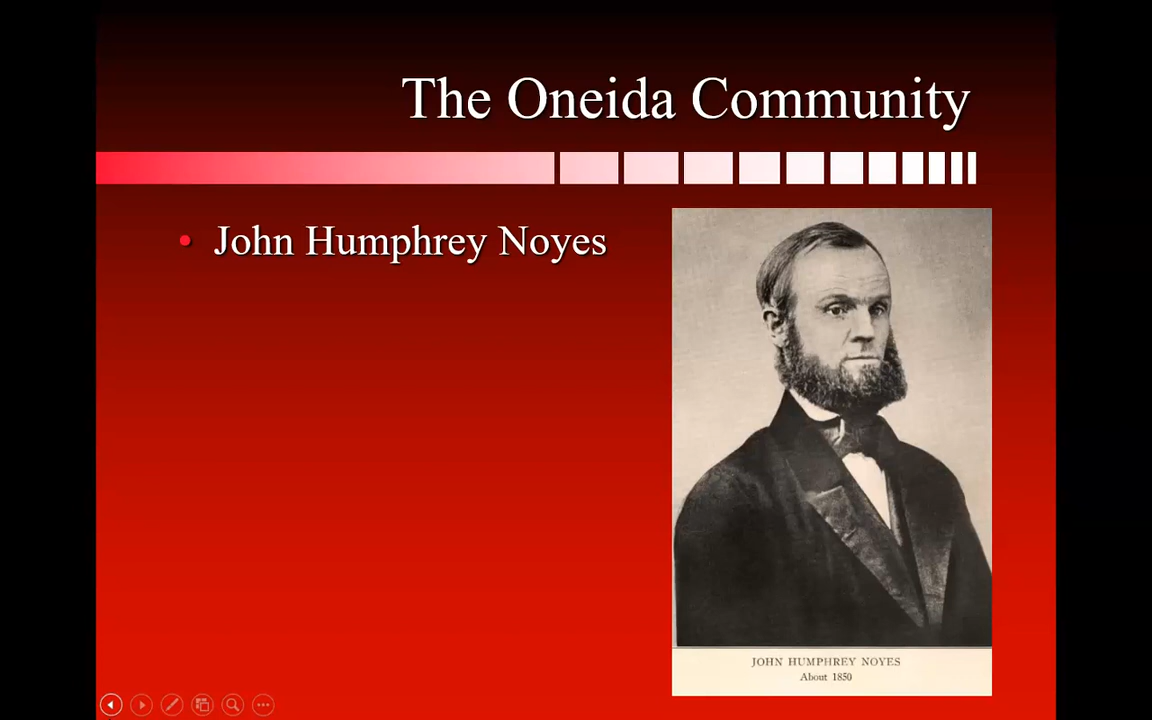 The Oneida Community
• John Humphrey Noyes
JOHN HUMPHREY NOYES
About 1850